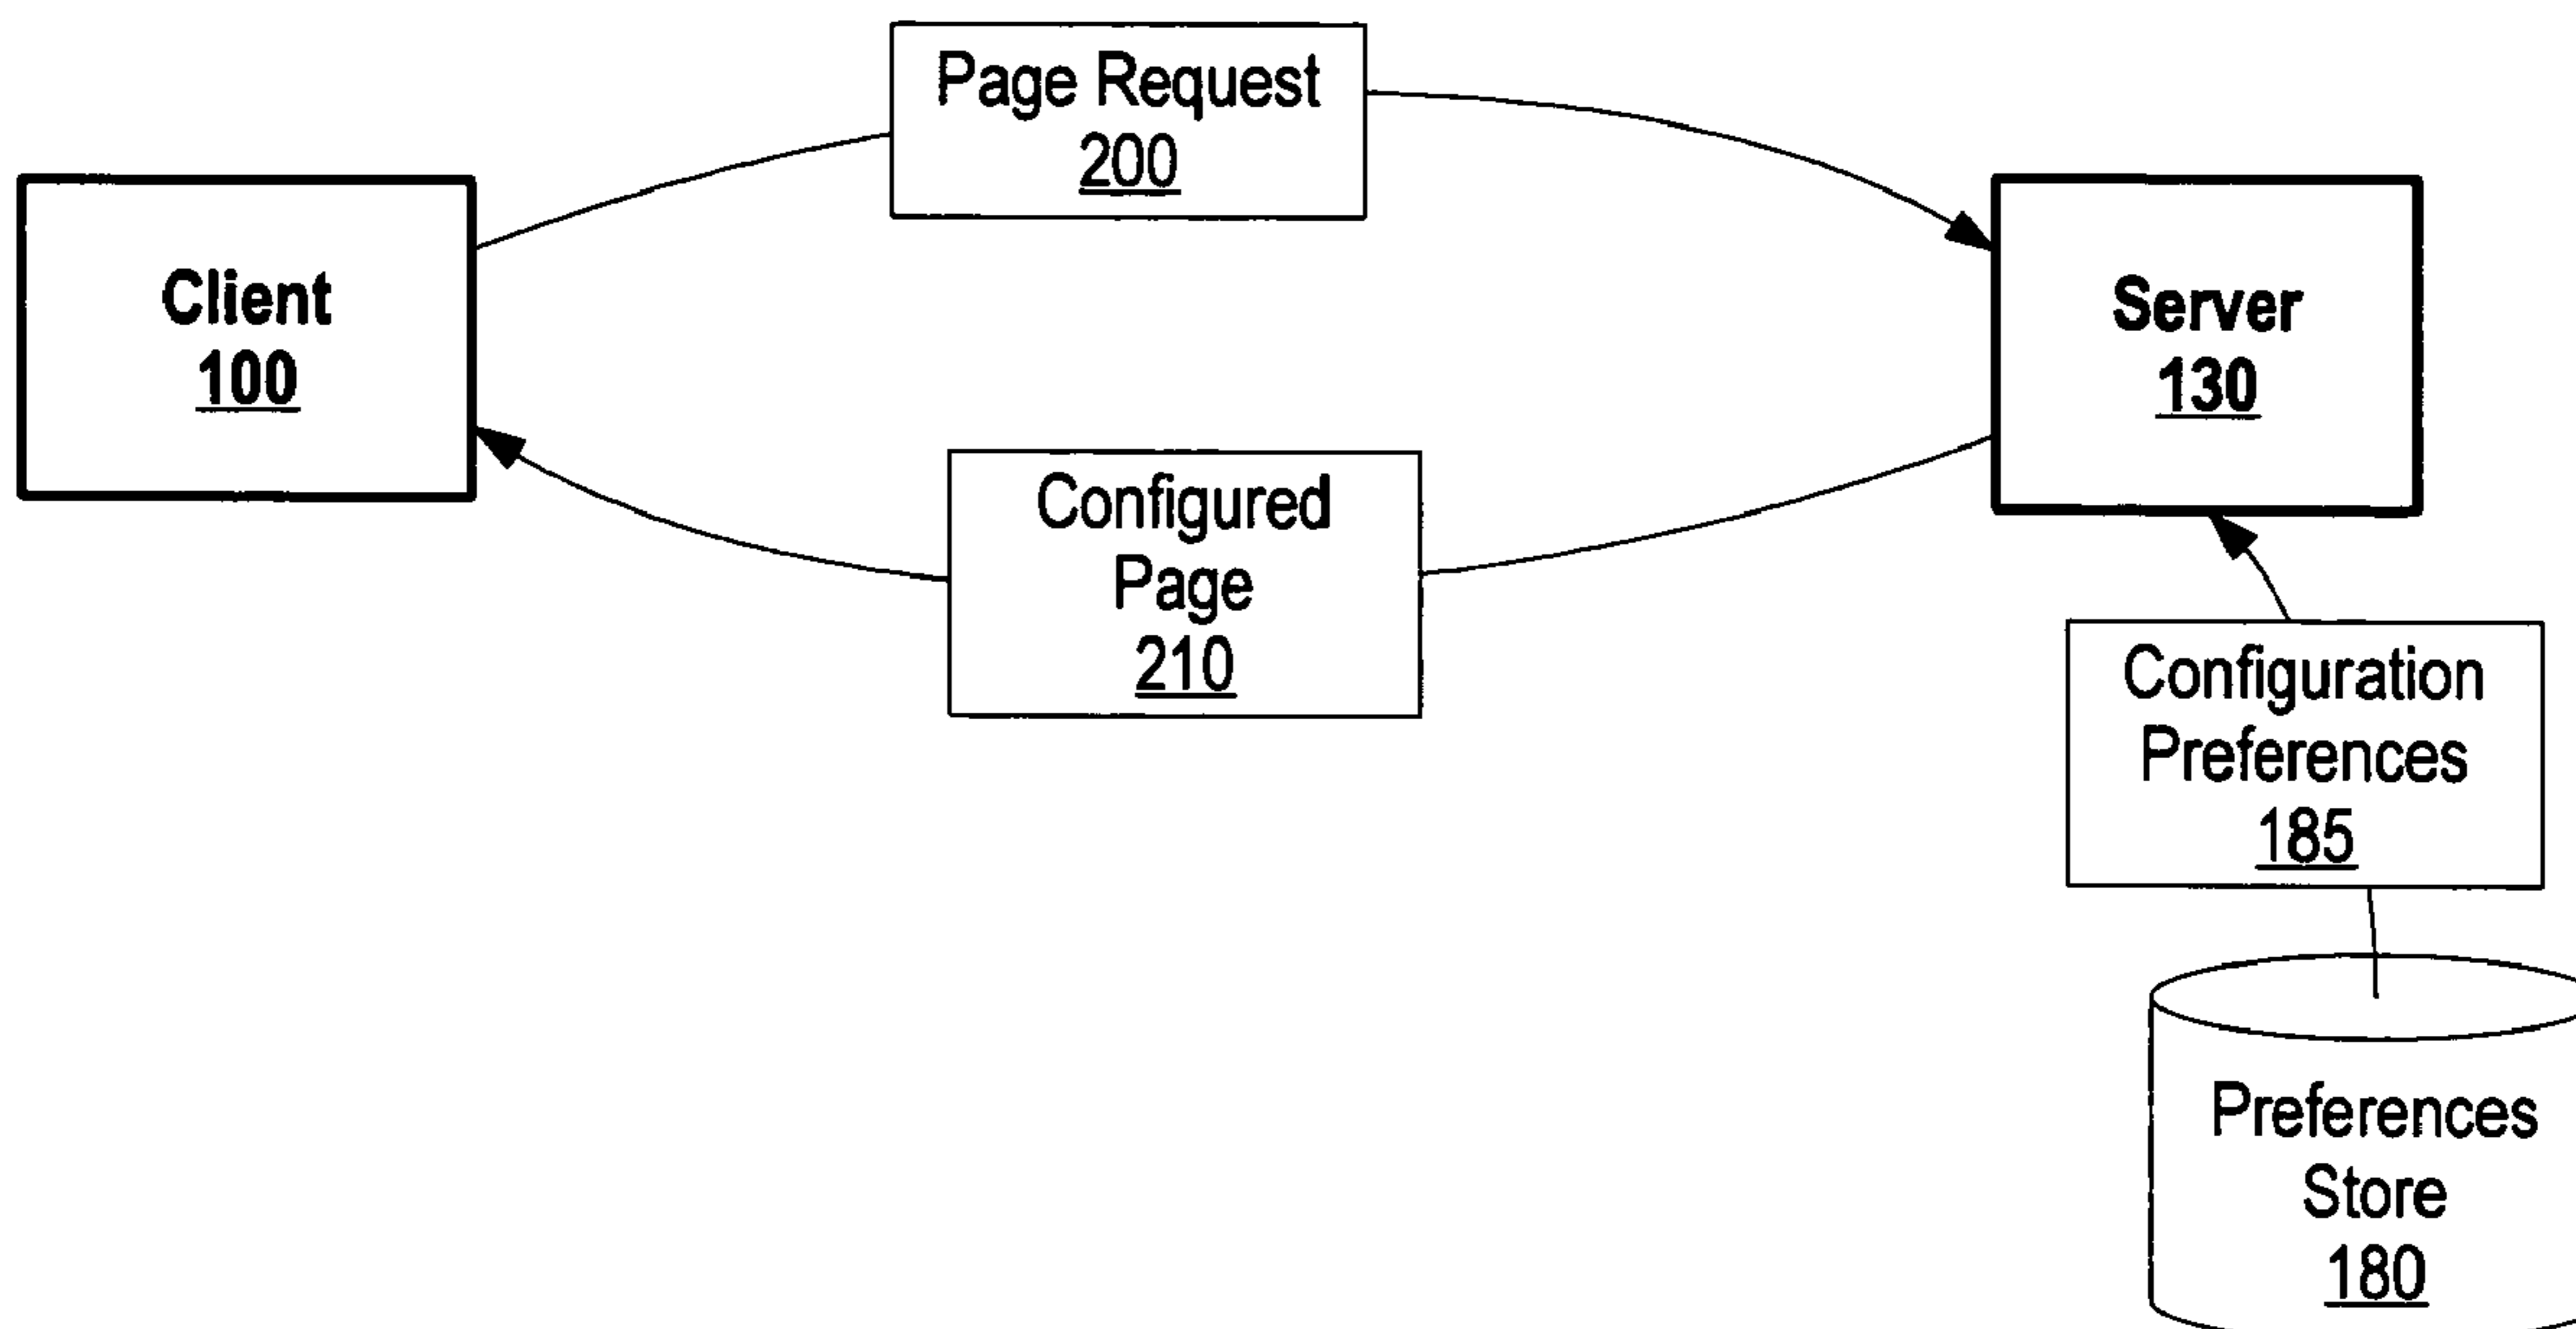 Page Request
200
Client
100
Server
130
Configured
Page
210
Configuration
Preferences
185
Preferences
Store
180